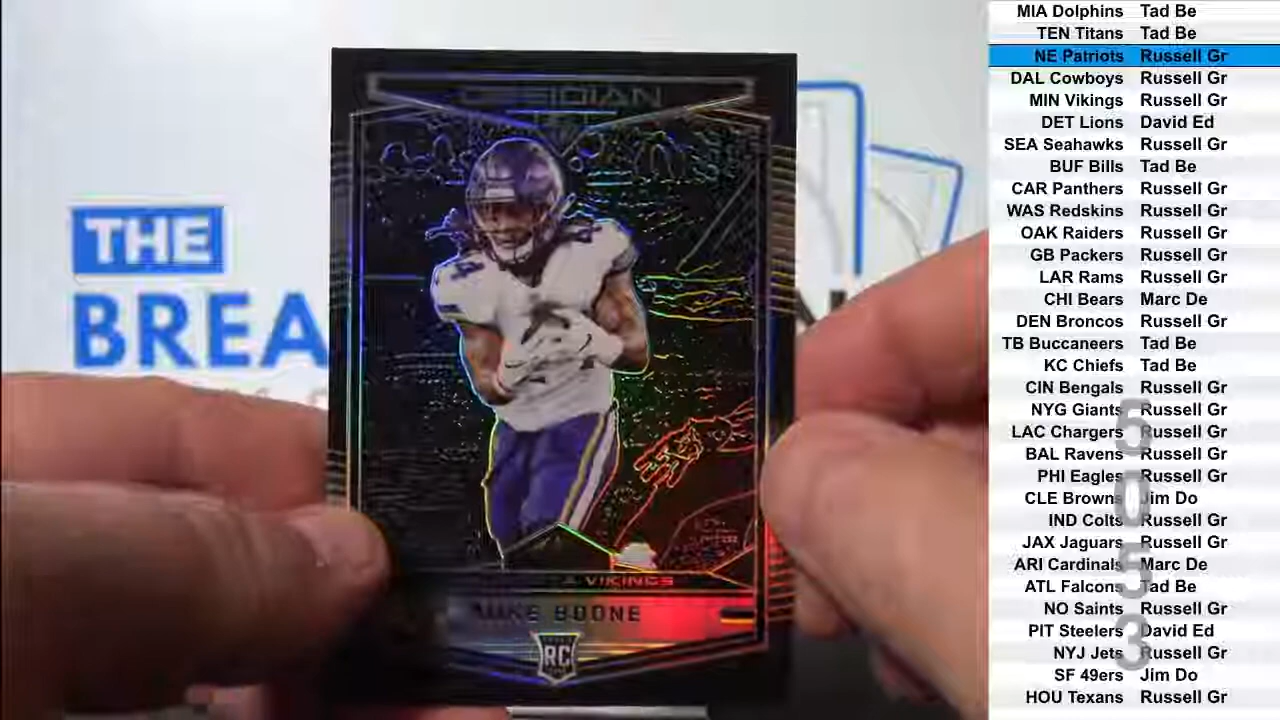 OBSIDIAN
THE
BREA
44
VIKINGS
MIKE BOONE
RC
MIA Dolphins Tad Be
TEN Titans Tad Be
NE Patriots Russell Gr
DAL Cowboys Russell Gr
MIN Vikings Russell Gr
DET Lions David Ed
SEA Seahawks Russell Gr
BUF Bills Tad Be
CAR Panthers Russell Gr
WAS Redskins Russell Gr
OAK Raiders Russell Gr
GB Packers Russell Gr
LAR Rams Russell Gr
CHI Bears Marc De
DEN Broncos Russell Gr
TB Buccaneers Tad Be
KC Chiefs Tad Be
CIN Bengals Russell Gr
NYG Giants Russell Gr
LAC Chargers Russell Gr
BAL Ravens Russell Gr
PHI Eagles Russell Gr
CLE Browns Jim Do
IND Colts Russell Gr
JAX Jaguars Russell Gr
ARI Cardinals Marc De
ATL Falcons Tad Be
NO Saints Russell Gr
PIT Steelers David Ed
NYJ Jets Russell Gr
SF 49ers Jim Do
HOU Texans Russell Gr